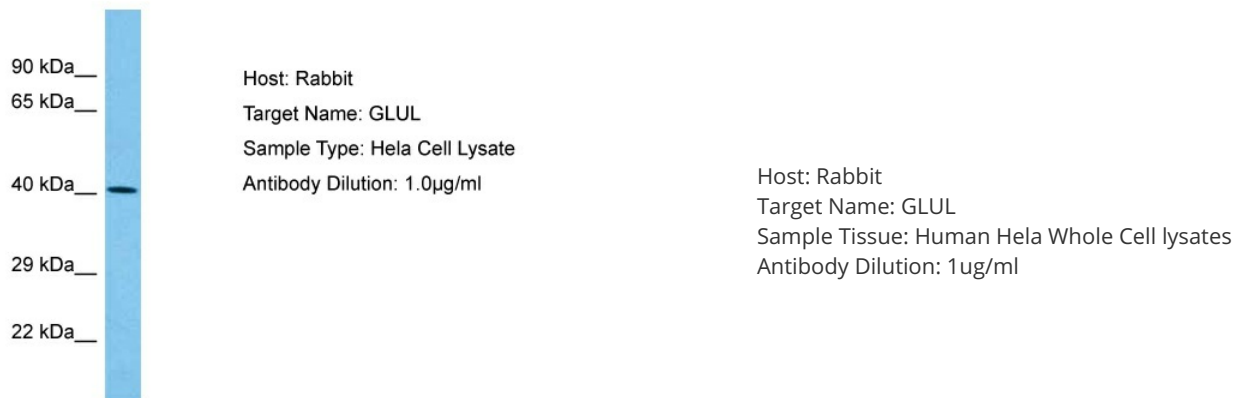 90 kDa__
65 kDa__
40 kDa__
29 kDa__
22 kDa__
Host: Rabbit
Target Name: GLUL
Sample Type: Hela Cell Lysate
Antibody Dilution: 1.0µg/ml
Host: Rabbit
Target Name: GLUL
Sample Tissue: Human Hela Whole Cell lysates
Antibody Dilution: 1ug/ml